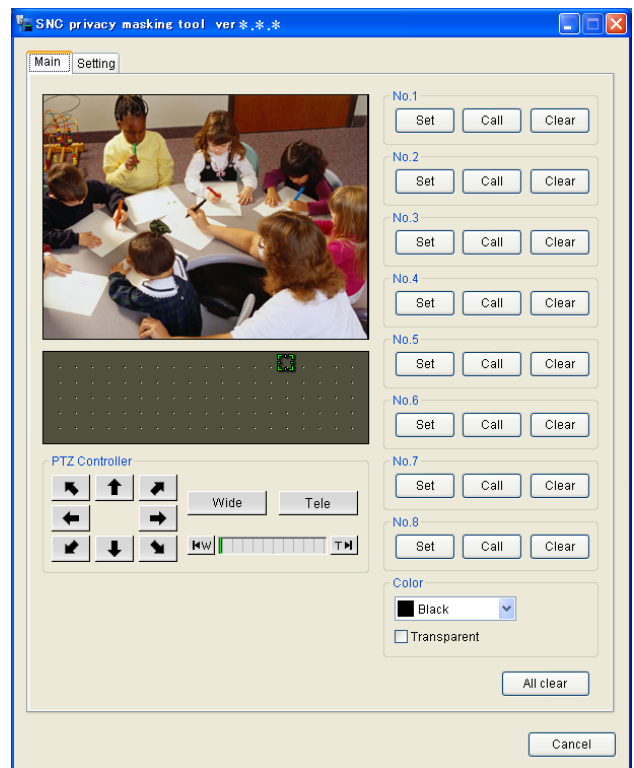 SNC privacy masking tool ver*.*.*
Main Setting
No.1
Set Call Clear
No.2
Set Call Clear
No.3
Set Call Clear
No.4
Set Call Clear
No.5
Set Call Clear
No.6
Set Call Clear
No.7
Set Call Clear
No.8
Set Call Clear
PTZ Controller
Wide Tele
W T
Color
Black
Transparent
All clear
Cancel